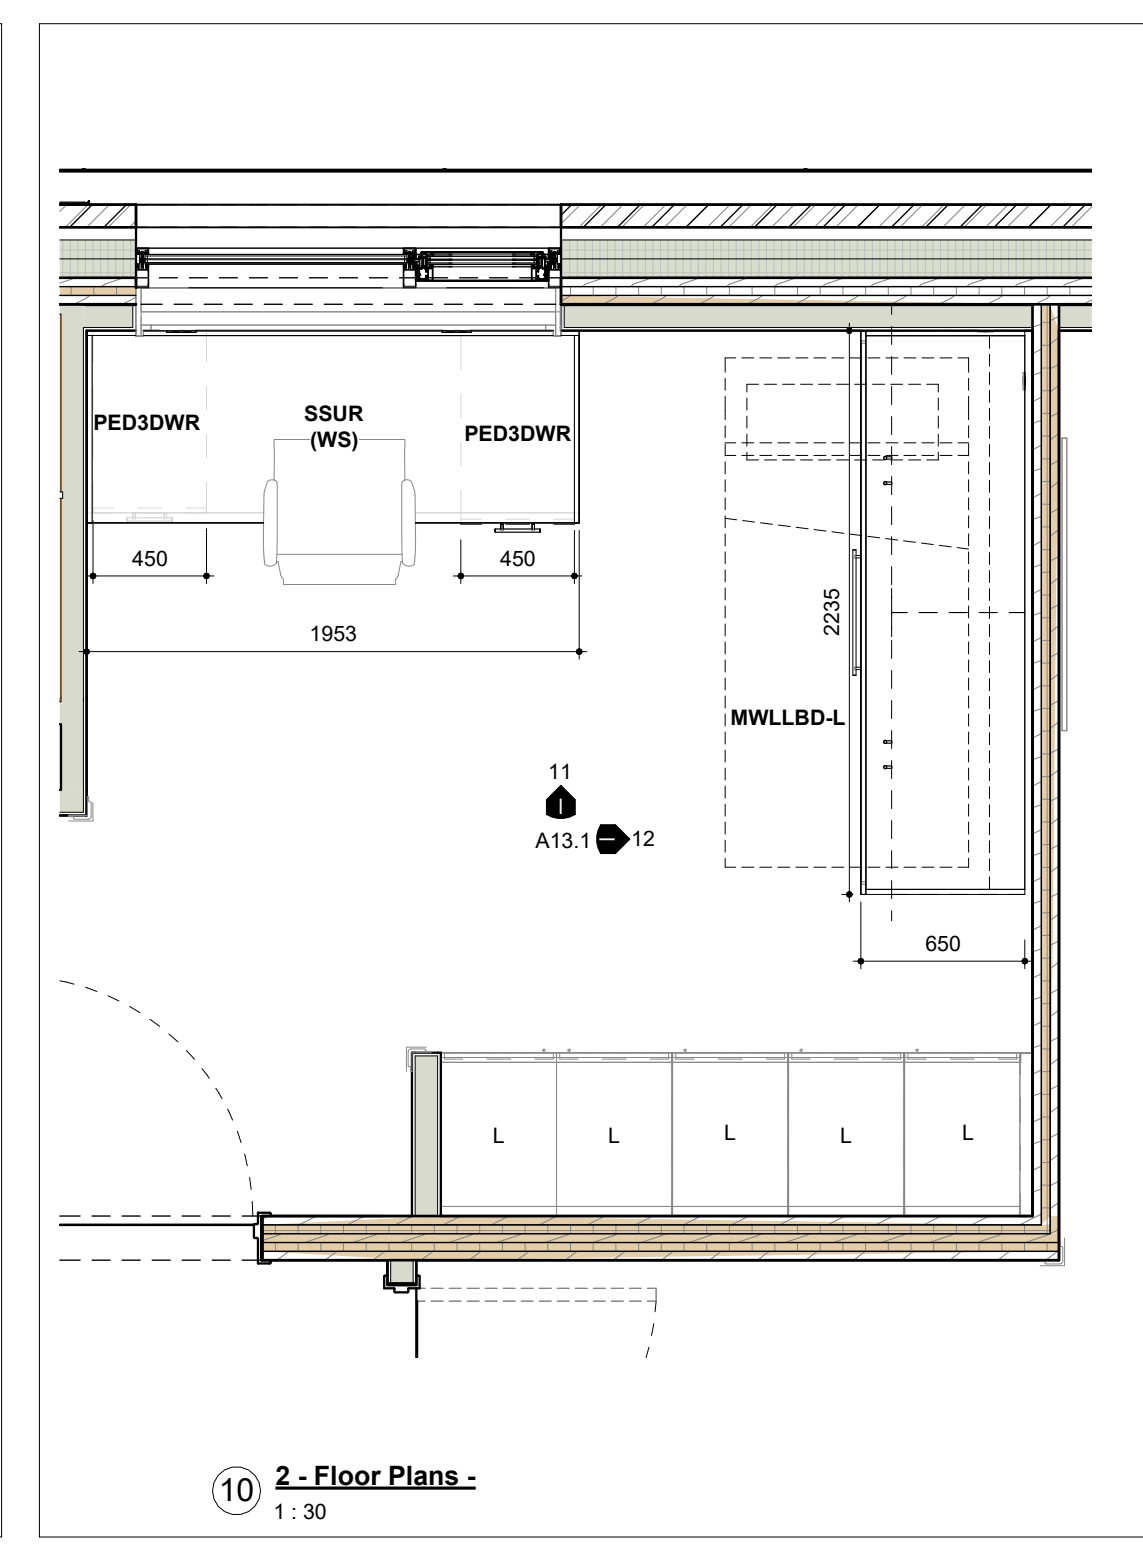 PED3DWR
SSUR
(WS)
PED3DWR
450
450
1953
2235
MWLLBD-L
11
A13.1
12
650
L
L
L
L
L
10
2 - Floor Plans -
1 : 30